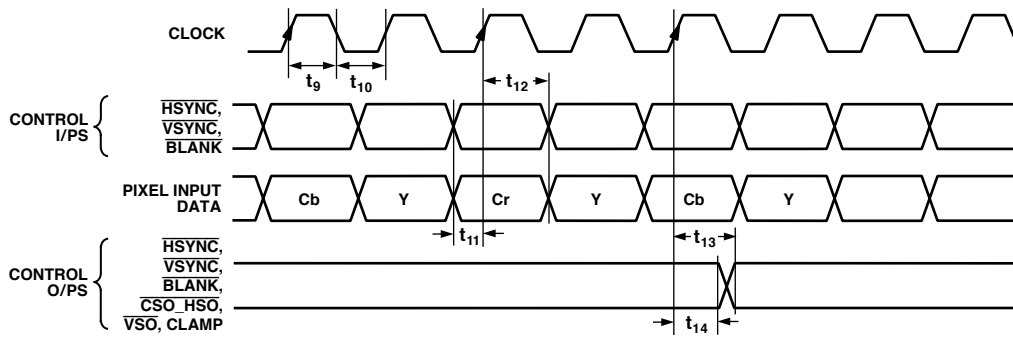 CLOCK
t9
t10
t12
CONTROL
I/PS
HSYNC,
VSYNC,
BLANK
PIXEL INPUT
DATA
Cb
Y
Cr
Y
Cb
Y
t11
t13
CONTROL
O/PS
HSYNC,
VSYNC,
BLANK,
CSO_HSO,
VSO, CLAMP
t14